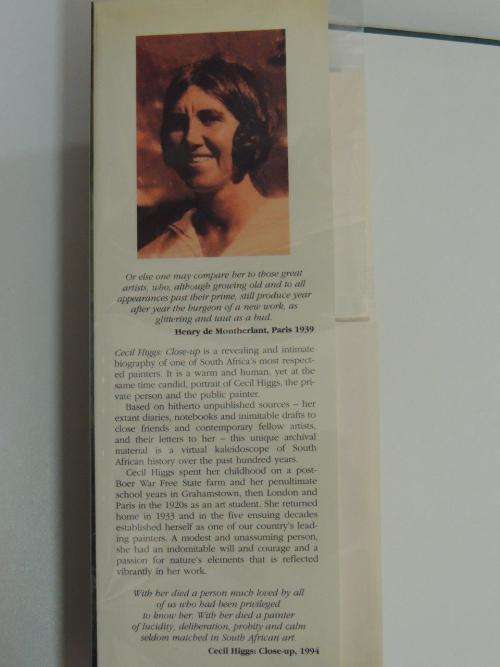 Or else one may compare her to those great
artists, who, although growing old and to all
appearances past their prime, still produce year
after year the burgeon of a new work, as
glittering and taut as a bud.
Henry de Montherlant, Paris 1939
Cecil Higgs: Close-up is a revealing and intimate
biography of one of South Africa's most respect-
ed painters. It is a warm and human, yet at the
same time candid, portrait of Cecil Higgs, the pri-
vate person and the public painter.
Based on hitherto unpublished sources – her
extant diaries, notebooks and inimitable drafts to
close friends and contemporary fellow artists,
and their letters to her – this unique archival
material is a virtual kaleidoscope of South
African history over the past hundred years.
Cecil Higgs spent her childhood on a post-
Boer War Free State farm and her penultimate
school years in Grahamstown, then London and
Paris in the 1920s as an art student. She returned
home in 1933 and in the five ensuing decades
established herself as one of our country's lead-
ing painters. A modest and unassuming person,
she had an indomitable will and courage and a
passion for nature's elements that is reflected
vibrantly in her work.
With her died a person much loved by all
of us who had been privileged
to know her. With her died a painter
of lucidity, deliberation, probity and calm
seldom matched in South African art.
Cecil Higgs: Close-up, 1994